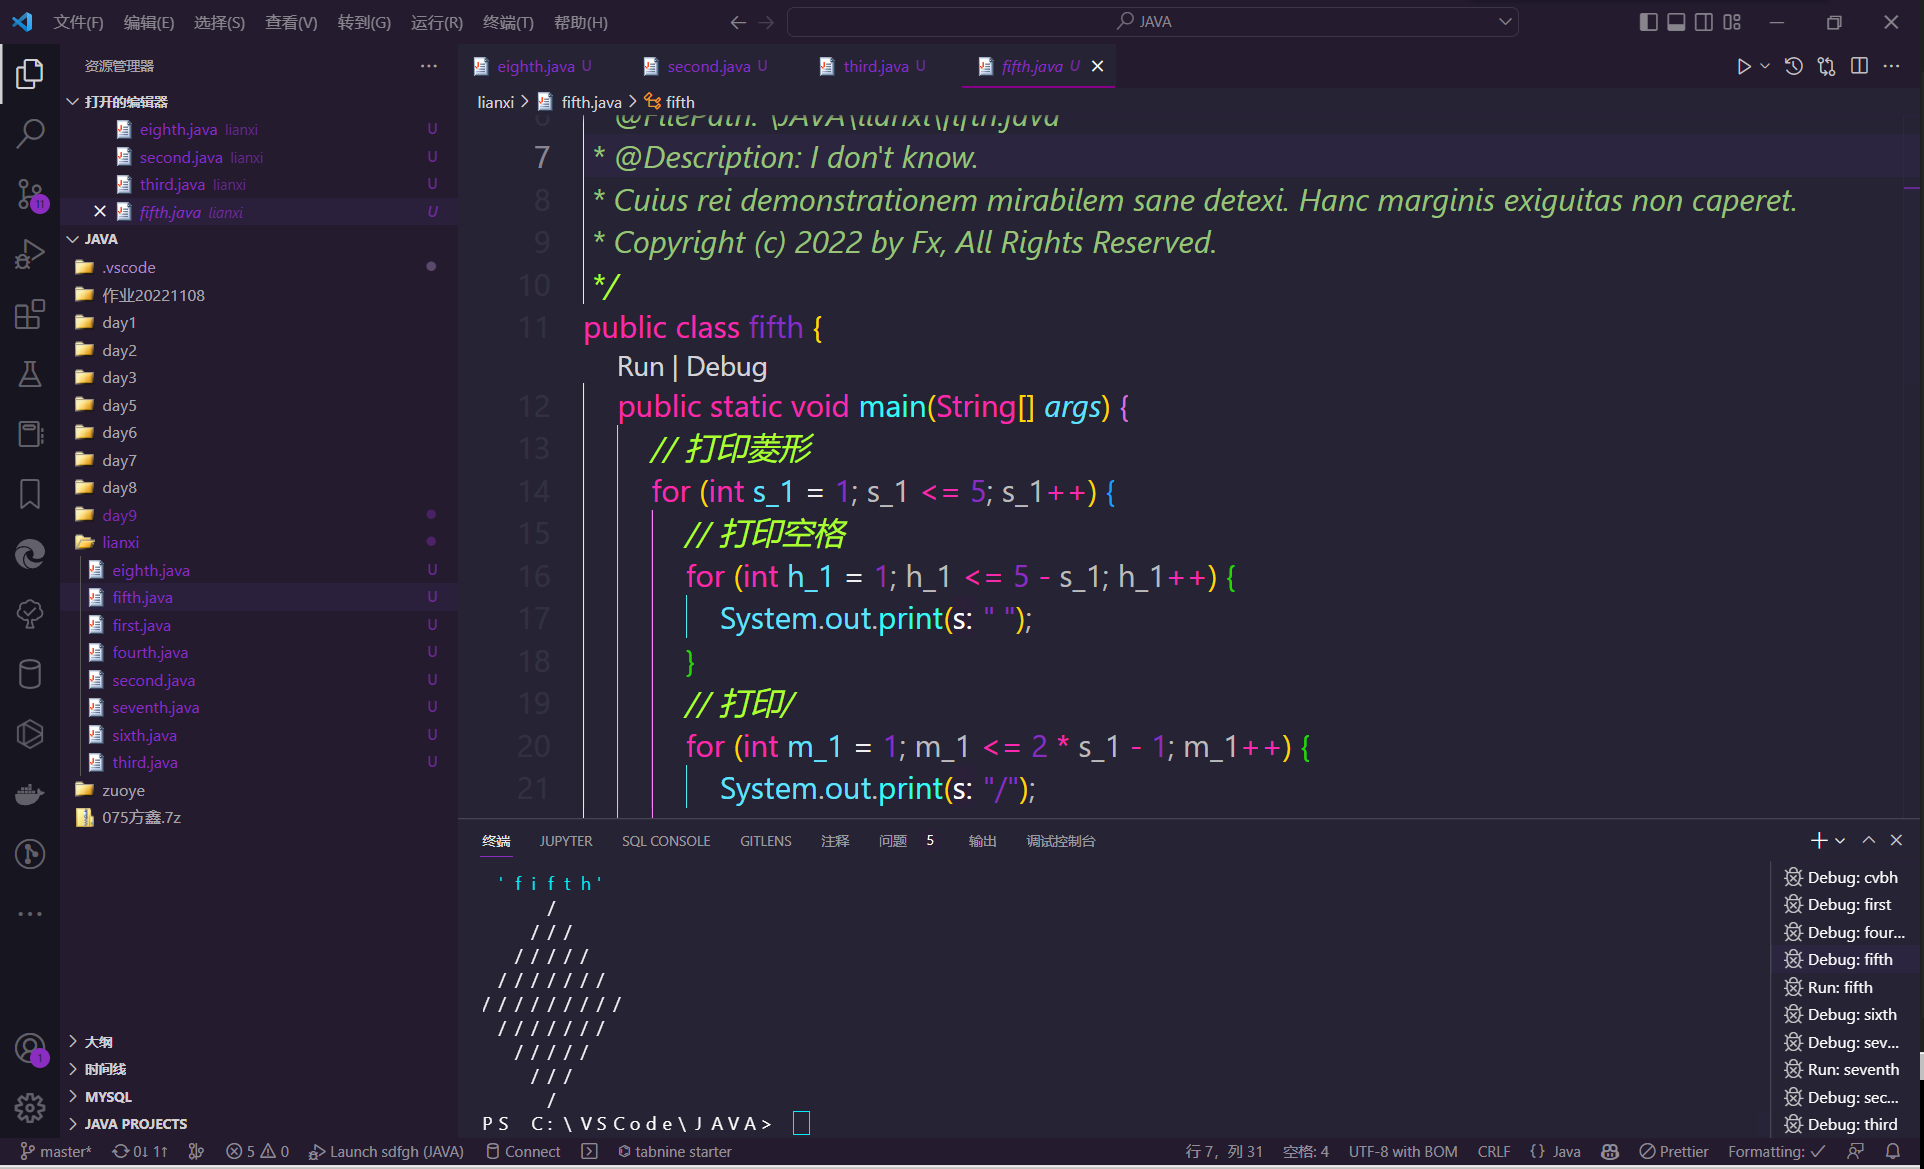 文件(F) 编辑(E) 选择(S) 查看(V) 转到(G) 运行(R) 终端(T) 帮助(H) JAVA
资源管理器
打开的编辑器
eighth.java lianxi U
second.java lianxi U
third.java lianxi U
fifth.java lianxi U
JAVA
.vscode
作业20221108
day1
day2
day3
day5
day6
day7
day8
day9
lianxi
eighth.java U
fifth.java U
first.java U
fourth.java U
second.java U
seventh.java U
sixth.java U
third.java U
zuoye
075方鑫.7z
大纲
时间线
MYSQL
JAVA PROJECTS
11
1
eighth.java U second.java U third.java U fifth.java U
lianxi > fifth.java > fifth
6 @FilePath: \JAVA\lianxi\fifth.java
7 * @Description: I don't know.
8 * Cuius rei demonstrationem mirabilem sane detexi. Hanc marginis exiguitas non caperet.
9 * Copyright (c) 2022 by Fx, All Rights Reserved.
10 */
11 public class fifth {
Run | Debug
12 public static void main(String[] args) {
13 // 打印菱形
14 for (int s_1 = 1; s_1 <= 5; s_1++) {
15 // 打印空格
16 for (int h_1 = 1; h_1 <= 5 - s_1; h_1++) {
17 System.out.print(s: " ");
18 }
19 // 打印/
20 for (int m_1 = 1; m_1 <= 2 * s_1 - 1; m_1++) {
21 System.out.print(s: "/");
终端 JUPYTER SQL CONSOLE GITLENS 注释 问题 5 输出 调试控制台
'fifth'
/
///
/////
///////
/////////
///////
/////
///
/
PS C:\VSCode\JAVA>
Debug: cvbh
Debug: first
Debug: four...
Debug: fifth
Run: fifth
Debug: sixth
Debug: sev...
Run: seventh
Debug: sec...
Debug: third
master* 0↓ 1↑ 5 0 Launch sdfgh (JAVA) Connect tabnine starter 行 7，列 31 空格: 4 UTF-8 with BOM CRLF {} Java Prettier Formatting: ✓